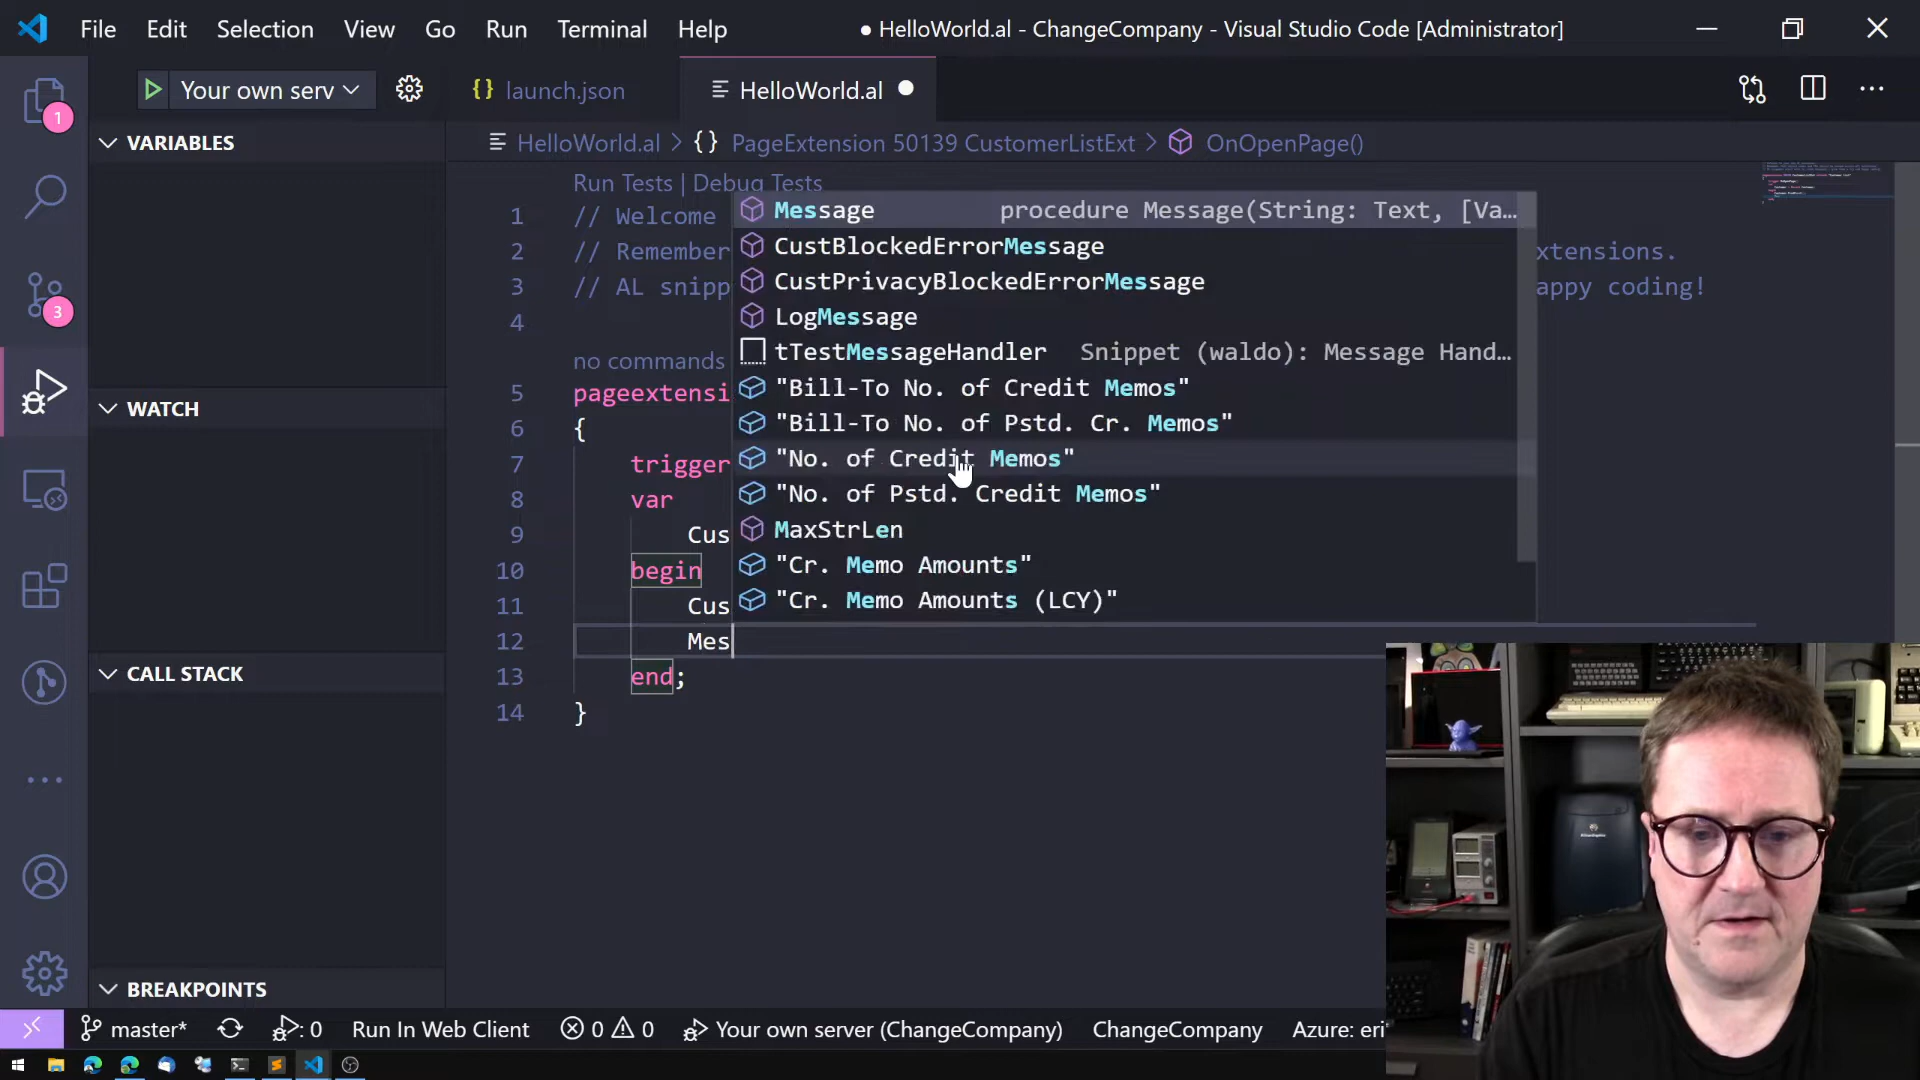 File Edit Selection View Go Run Terminal Help
● HelloWorld.al - ChangeCompany - Visual Studio Code [Administrator]
Your own serv
{} launch.json
HelloWorld.al
VARIABLES
HelloWorld.al > {} PageExtension 50139 CustomerListExt > OnOpenPage()
Run Tests | Debug Tests
1 // Welcome
2 // Remember xtensions.
3 // AL snipp appy coding!
4
no commands
5 pageextensi
6 {
7 trigger
8 var
9 Cus
10 begin
11 Cus
12 Mes
13 end;
14 }
Message procedure Message(String: Text, [Va…
CustBlockedErrorMessage
CustPrivacyBlockedErrorMessage
LogMessage
tTestMessageHandler Snippet (waldo): Message Hand…
"Bill-To No. of Credit Memos"
"Bill-To No. of Pstd. Cr. Memos"
"No. of Credit Memos"
"No. of Pstd. Credit Memos"
MaxStrLen
"Cr. Memo Amounts"
"Cr. Memo Amounts (LCY)"
1
3
WATCH
CALL STACK
BREAKPOINTS
master* : 0 Run In Web Client 0 0 Your own server (ChangeCompany) ChangeCompany Azure: eri